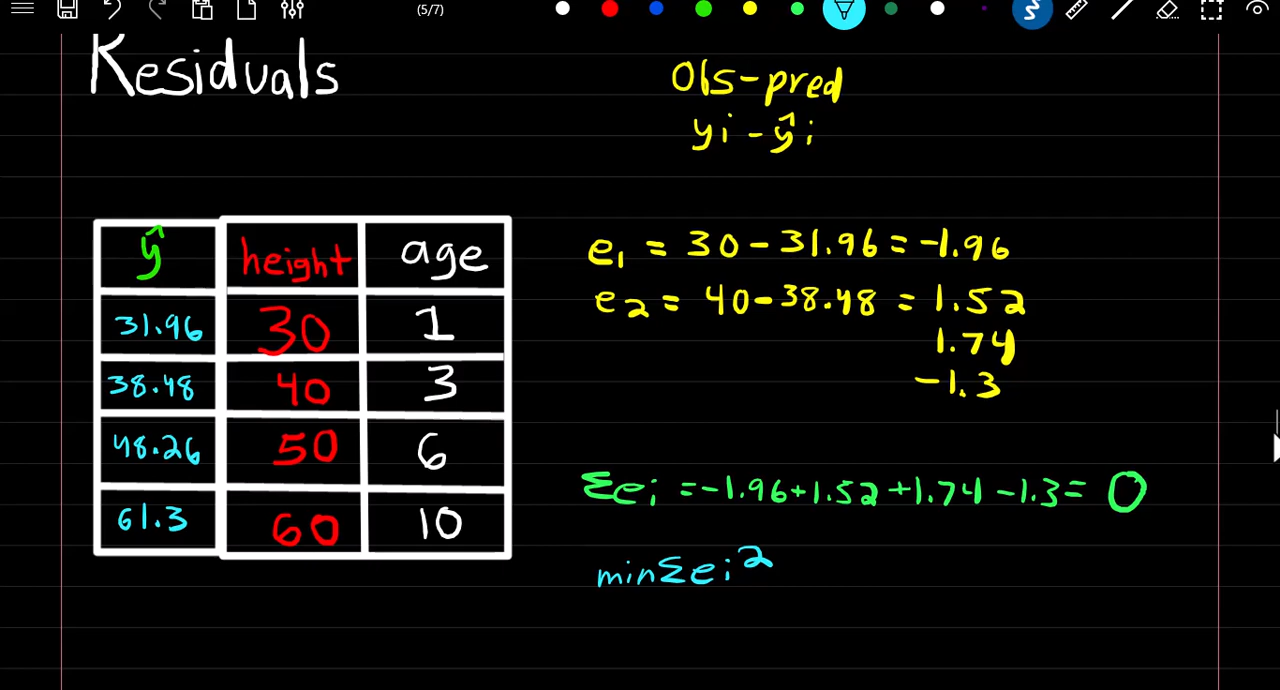 (5/7)
Residuals
Obs-pred
yi - ŷi
ŷ height age
31.96 30 1
38.48 40 3
48.26 50 6
61.3 60 10
e1 = 30 - 31.96 = -1.96
e2 = 40 - 38.48 = 1.52
1.74
-1.3
Σei = -1.96+1.52+1.74-1.3= 0
minΣei²